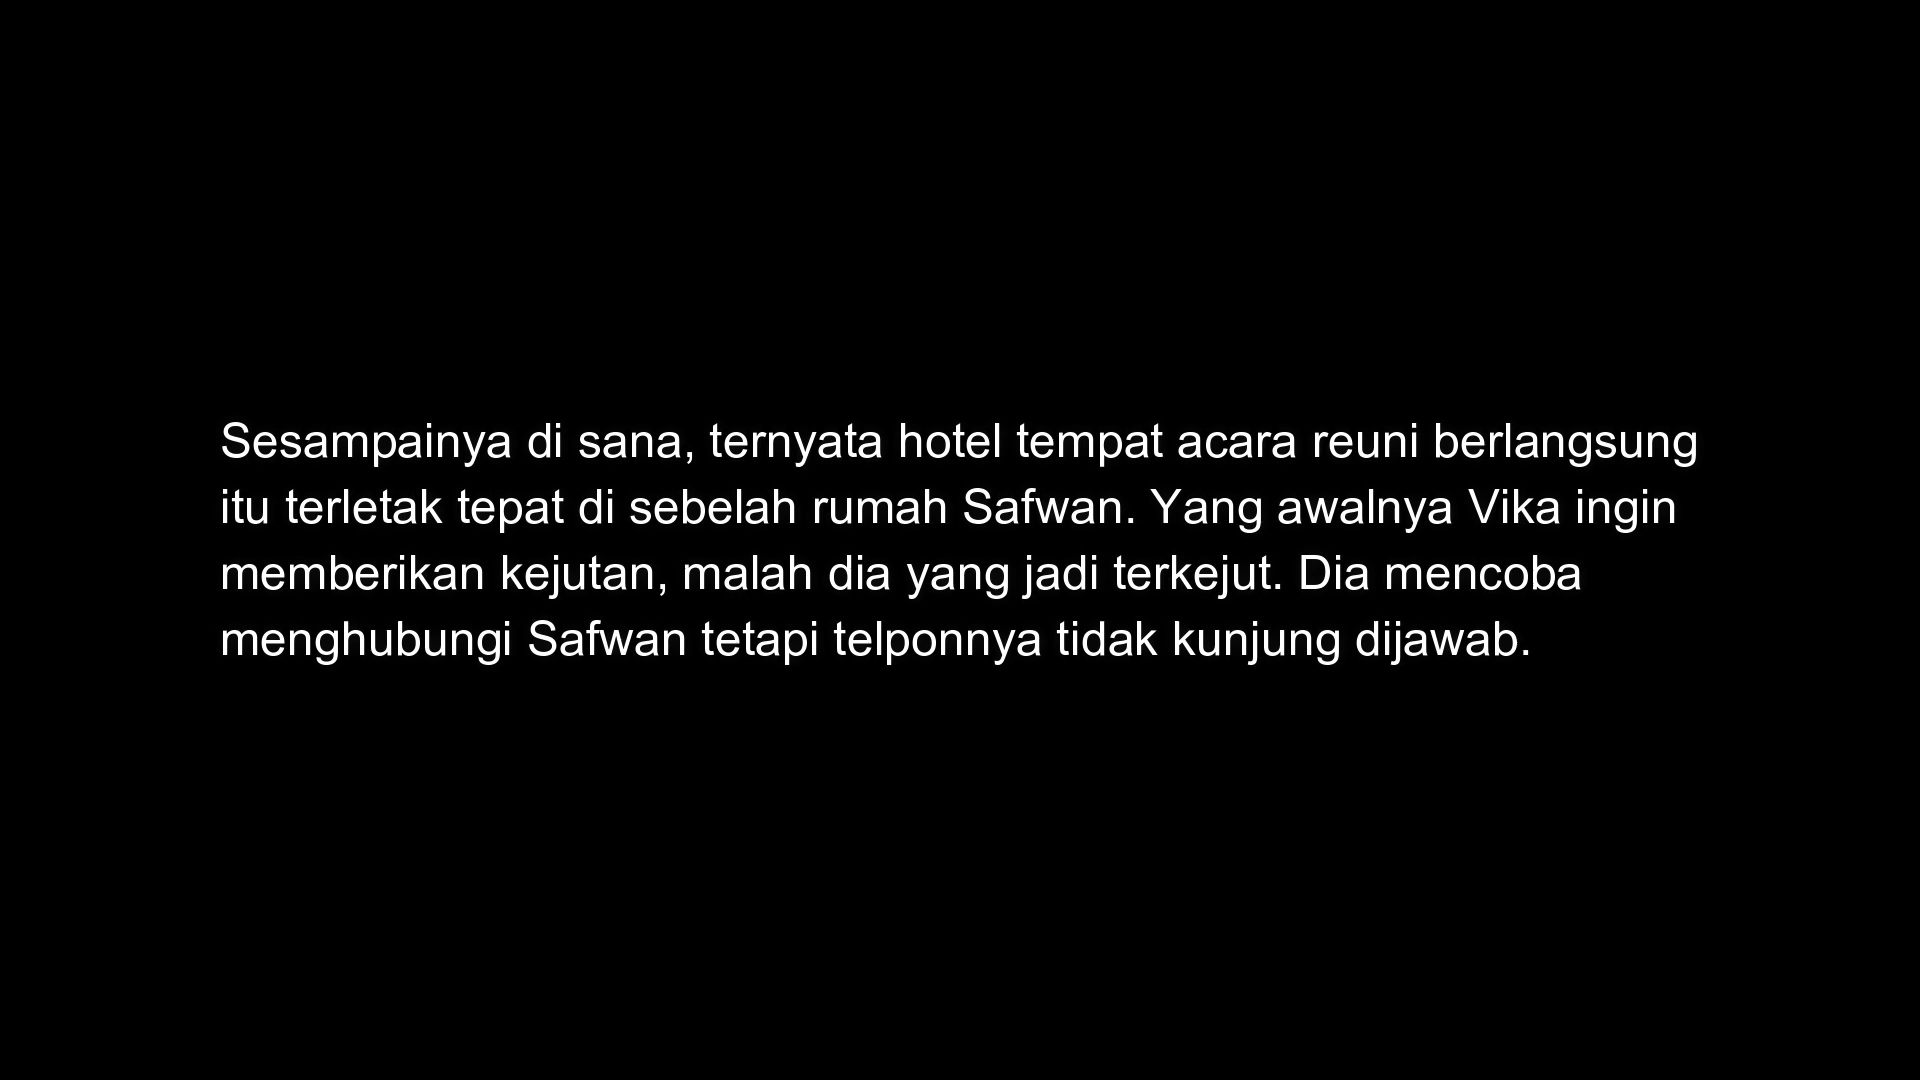 Sesampainya di sana, ternyata hotel tempat acara reuni berlangsung
itu terletak tepat di sebelah rumah Safwan. Yang awalnya Vika ingin
memberikan kejutan, malah dia yang jadi terkejut. Dia mencoba
menghubungi Safwan tetapi telponnya tidak kunjung dijawab.